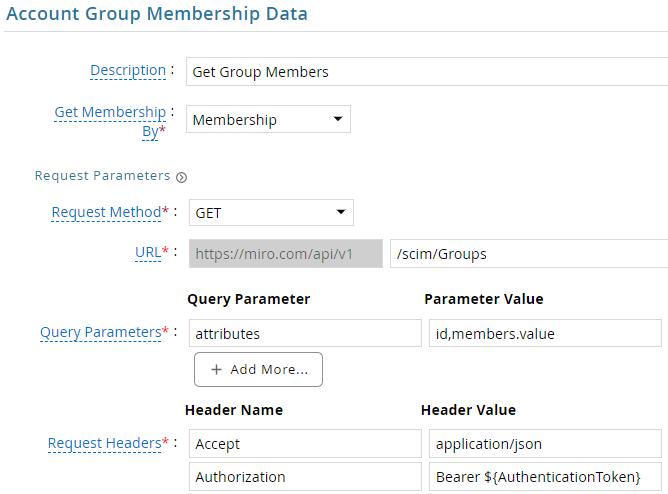 Account Group Membership Data
Description :
Get Group Members
Get Membership :
By*
Membership
Request Parameters
Request Method* :
GET
URL* :
https://miro.com/api/v1
/scim/Groups
Query Parameter
Parameter Value
Query Parameters* :
attributes
id,members.value
+ Add More...
Header Name
Header Value
Request Headers* :
Accept
application/json
Authorization
Bearer ${AuthenticationToken}